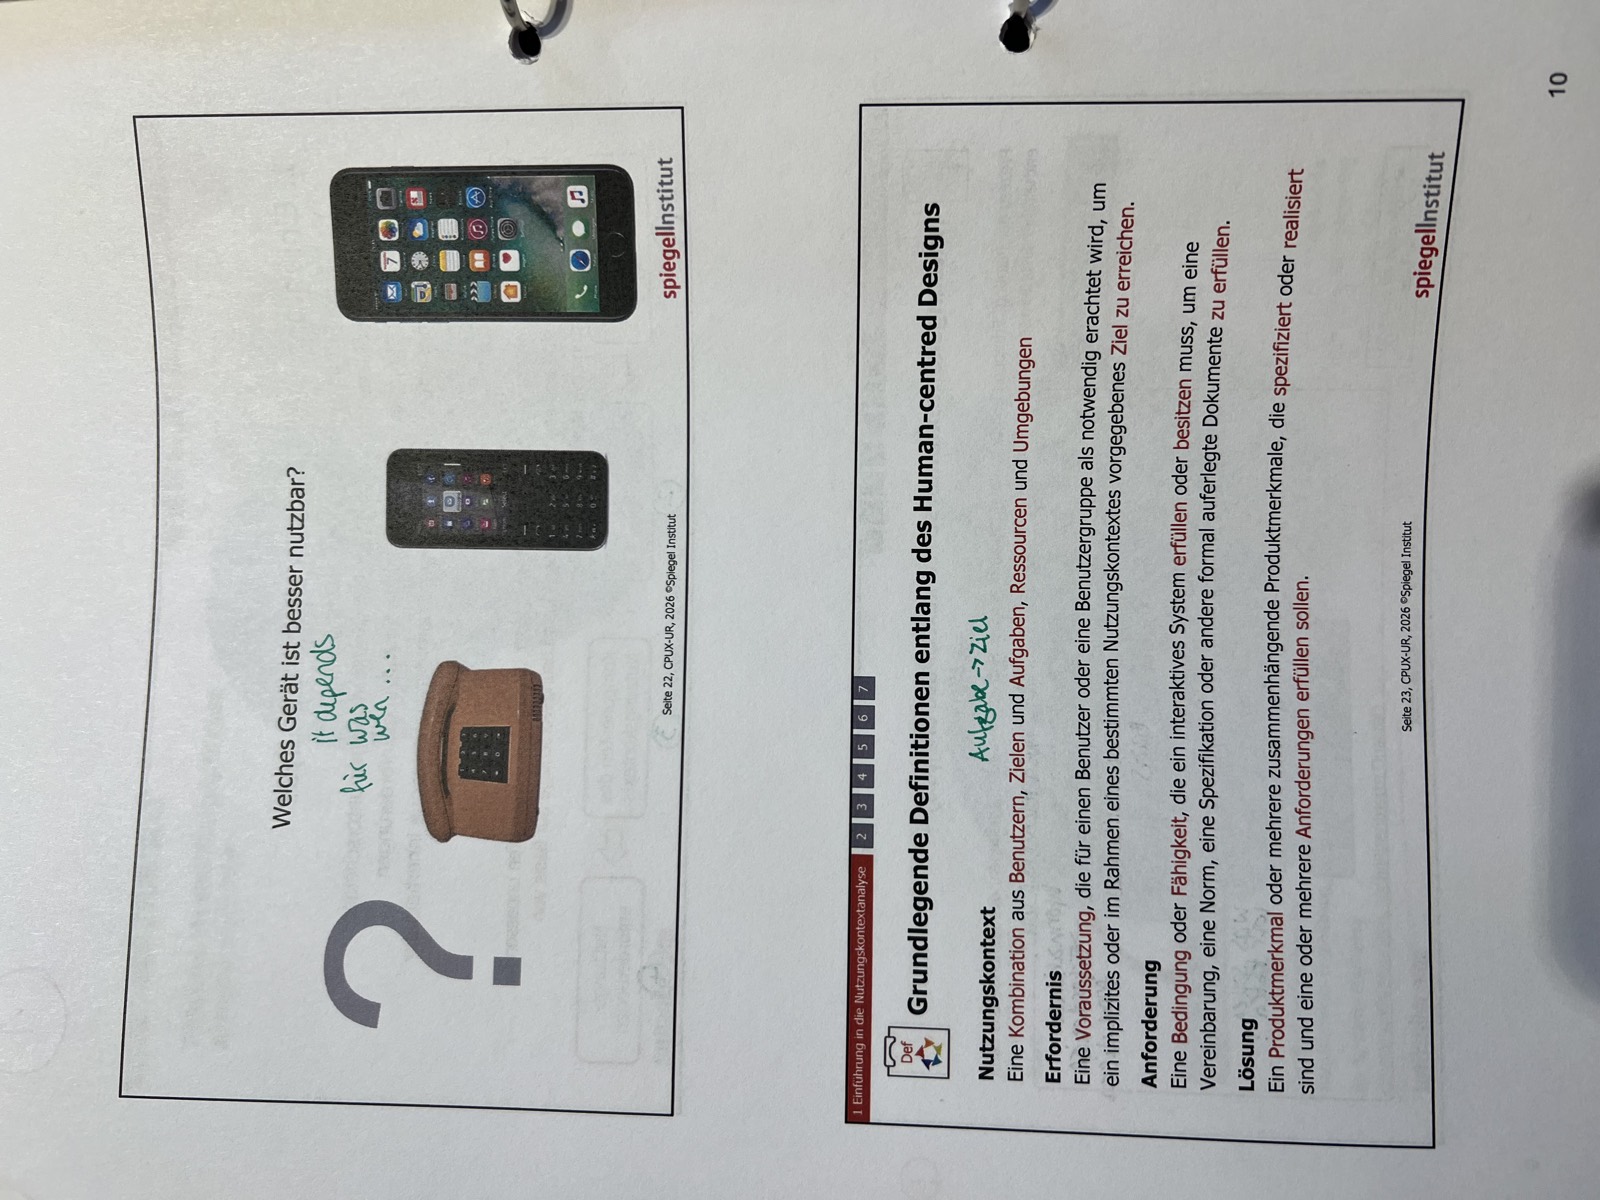 Welches Gerät ist besser nutzbar?
it depends
für was
wen ...
7
Seite 22, CPUX-UR, 2026 ©Spiegel Institut
spiegelInstitut
1 Einführung in die Nutzungskontextanalyse 2 3 4 5 6 7
Def
Grundlegende Definitionen entlang des Human-centred Designs
Aufgabe → Ziel
Nutzungskontext
Eine Kombination aus Benutzern, Zielen und Aufgaben, Ressourcen und Umgebungen
Erfordernis
Eine Voraussetzung, die für einen Benutzer oder eine Benutzergruppe als notwendig erachtet wird, um
ein implizites oder im Rahmen eines bestimmten Nutzungskontextes vorgegebenes Ziel zu erreichen.
Anforderung
Eine Bedingung oder Fähigkeit, die ein interaktives System erfüllen oder besitzen muss, um eine
Vereinbarung, eine Norm, eine Spezifikation oder andere formal auferlegte Dokumente zu erfüllen.
Lösung
Ein Produktmerkmal oder mehrere zusammenhängende Produktmerkmale, die spezifiziert oder realisiert
sind und eine oder mehrere Anforderungen erfüllen sollen.
Seite 23, CPUX-UR, 2026 ©Spiegel Institut
spiegelInstitut
10